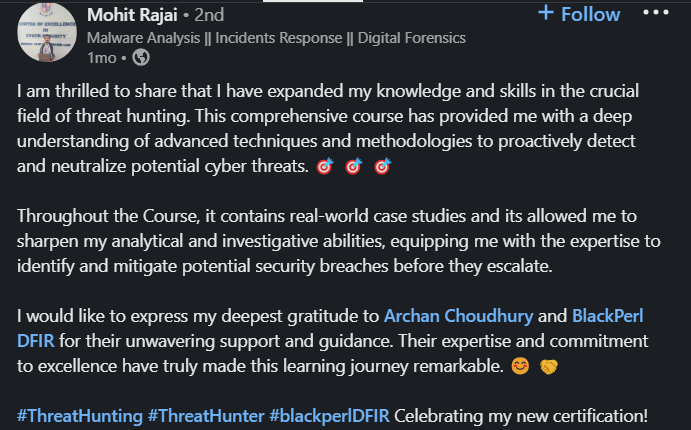 Mohit Rajai • 2nd
+ Follow •••
Malware Analysis || Incidents Response || Digital Forensics
1mo •
I am thrilled to share that I have expanded my knowledge and skills in the crucial
field of threat hunting. This comprehensive course has provided me with a deep
understanding of advanced techniques and methodologies to proactively detect
and neutralize potential cyber threats. 🎯 🎯 🎯
Throughout the Course, it contains real-world case studies and its allowed me to
sharpen my analytical and investigative abilities, equipping me with the expertise to
identify and mitigate potential security breaches before they escalate.
I would like to express my deepest gratitude to Archan Choudhury and BlackPerl
DFIR for their unwavering support and guidance. Their expertise and commitment
to excellence have truly made this learning journey remarkable. 😊 🤝
#ThreatHunting #ThreatHunter #blackperlDFIR Celebrating my new certification!